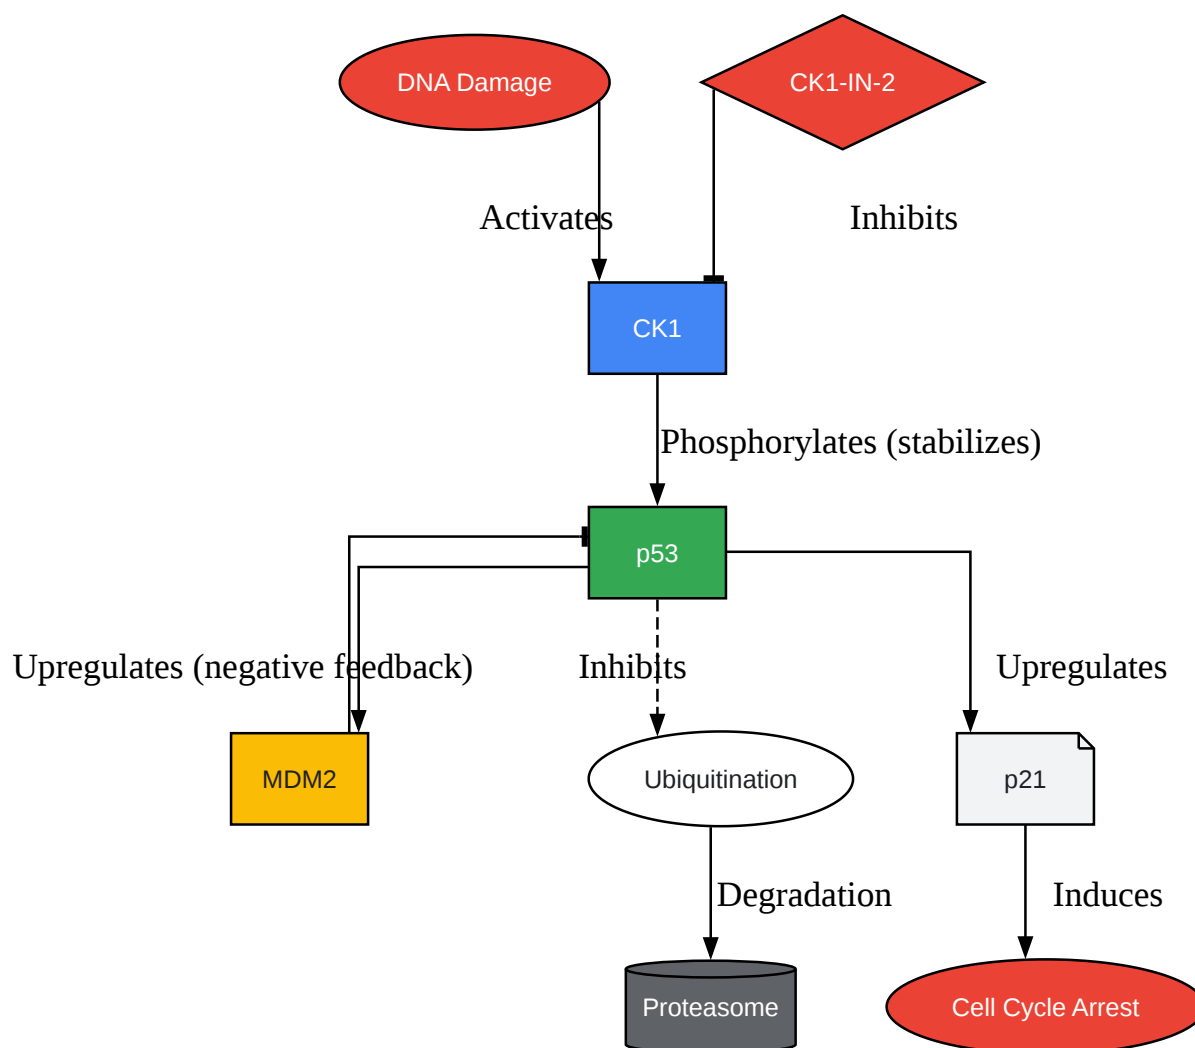 DNA Damage
CK1-IN-2
Activates
Inhibits
CK1
Phosphorylates (stabilizes)
p53
Upregulates (negative feedback)
Inhibits
Upregulates
MDM2
Ubiquitination
p21
Degradation
Induces
Proteasome
Cell Cycle Arrest